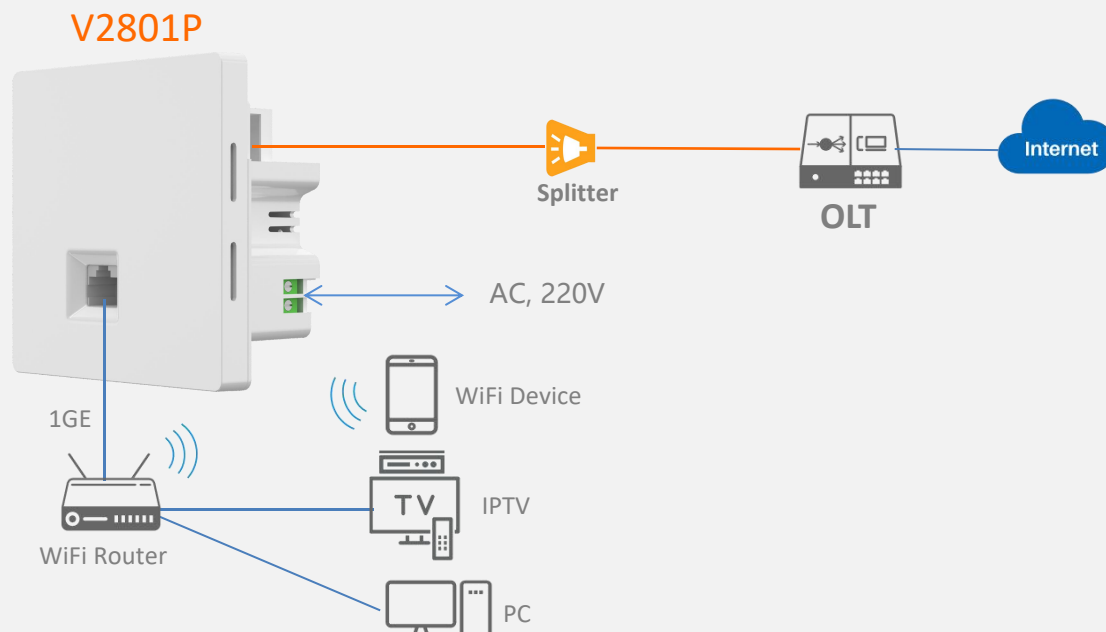 V2801P
Splitter
OLT
Internet
AC, 220V
WiFi Device
1GE
TV
IPTV
WiFi Router
PC